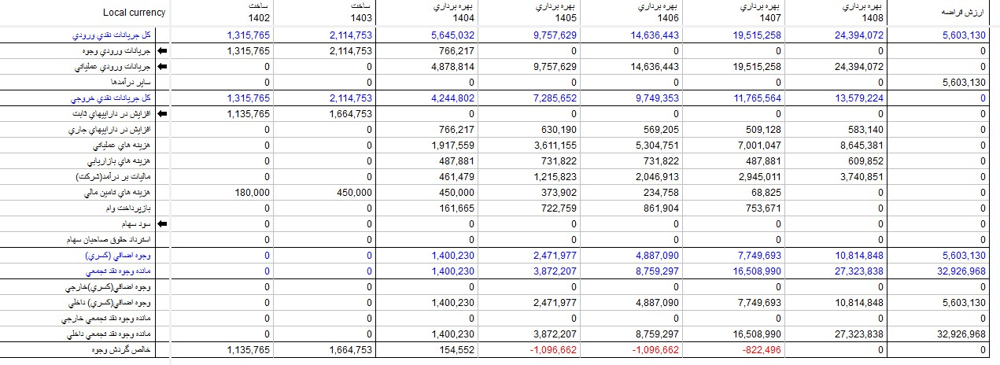 Local currency ساخت ساخت بهره برداري بهره برداري بهره برداري بهره برداري بهره برداري ارزش قراضه
1402 1403 1404 1405 1406 1407 1408
كل جريانات نقدي ورودي 1,315,765 2,114,753 5,645,032 9,757,629 14,636,443 19,515,258 24,394,072 5,603,130
جريانات ورودي وجوه 1,315,765 2,114,753 766,217 0 0 0 0 0
جريانات ورودي عملياتي 0 0 4,878,814 9,757,629 14,636,443 19,515,258 24,394,072 0
ساير درآمدها 0 0 0 0 0 0 0 5,603,130
كل جريانات نقدي خروجي 1,315,765 2,114,753 4,244,802 7,285,652 9,749,353 11,765,564 13,579,224 0
افزايش در داراييهاي ثابت 1,135,765 1,664,753 0 0 0 0 0 0
افزايش در داراييهاي جاري 0 0 766,217 630,190 569,205 509,128 583,140 0
هزينه هاي عملياتي 0 0 1,917,559 3,611,155 5,304,751 7,001,047 8,645,381 0
هزينه هاي بازاريابي 0 0 487,881 731,822 731,822 487,881 609,852 0
ماليات بر درآمد(شركت) 0 0 461,479 1,215,823 2,046,913 2,945,011 3,740,851 0
هزينه هاي تامين مالي 180,000 450,000 450,000 373,902 234,758 68,825 0 0
بازپرداخت وام 0 0 161,665 722,759 861,904 753,671 0 0
سود سهام 0 0 0 0 0 0 0 0
استرداد حقوق صاحبان سهام 0 0 0 0 0 0 0 0
وجوه اضافي (كسري) 0 0 1,400,230 2,471,977 4,887,090 7,749,693 10,814,848 5,603,130
مانده وجوه نقد تجمعي 0 0 1,400,230 3,872,207 8,759,297 16,508,990 27,323,838 32,926,968
وجوه اضافي(كسري)خارجي 0 0 0 0 0 0 0 0
وجوه اضافي(كسري) داخلي 0 0 1,400,230 2,471,977 4,887,090 7,749,693 10,814,848 5,603,130
مانده وجوه نقد تجمعي خارجي 0 0 0 0 0 0 0 0
مانده وجوه نقد تجمعي داخلي 0 0 1,400,230 3,872,207 8,759,297 16,508,990 27,323,838 32,926,968
خالص گردش وجوه 1,135,765 1,664,753 154,552 -1,096,662 -1,096,662 -822,496 0 0